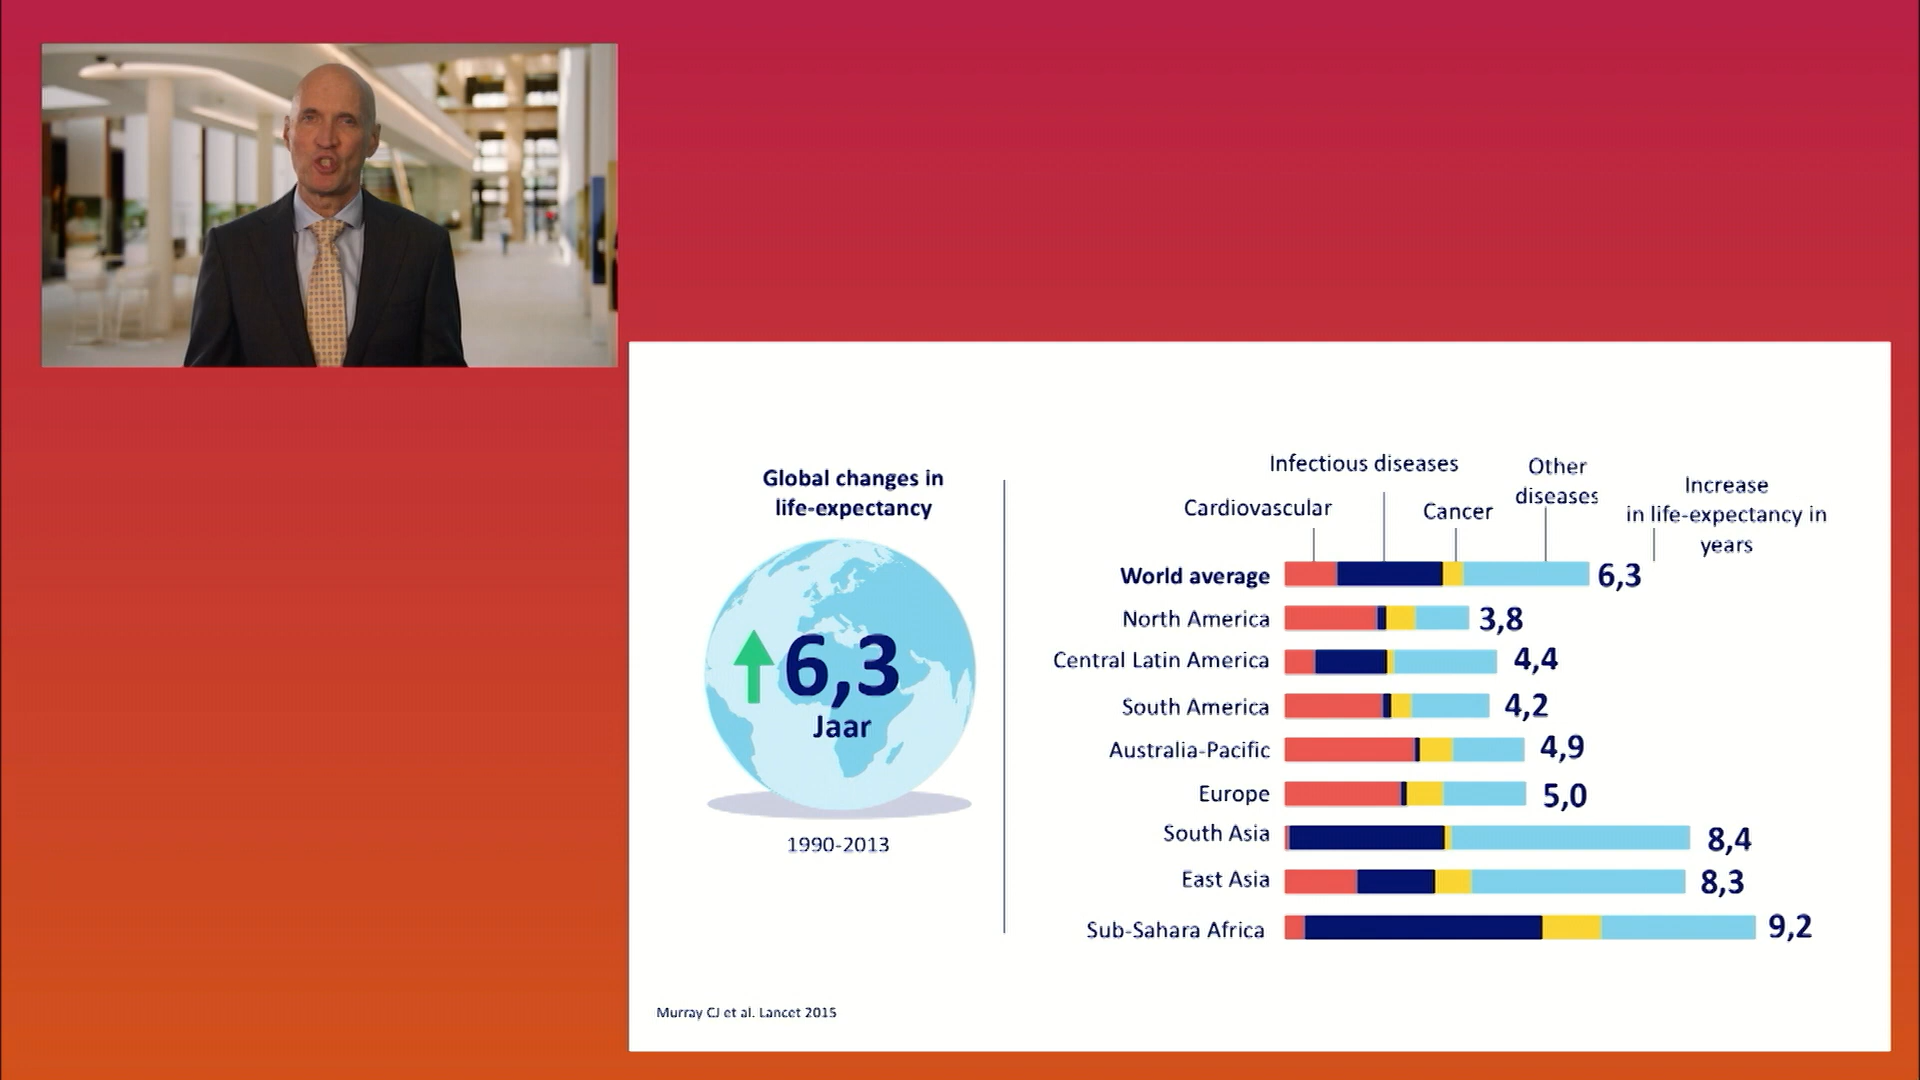 Global changes in
life-expectancy
6,3
Jaar
1990-2013
Infectious diseases
Other
diseases
Cardiovascular
Cancer
Increase
in life-expectancy in
years
World average 6,3
North America 3,8
Central Latin America 4,4
South America 4,2
Australia-Pacific 4,9
Europe 5,0
South Asia 8,4
East Asia 8,3
Sub-Sahara Africa 9,2
Murray CJ et al. Lancet 2015